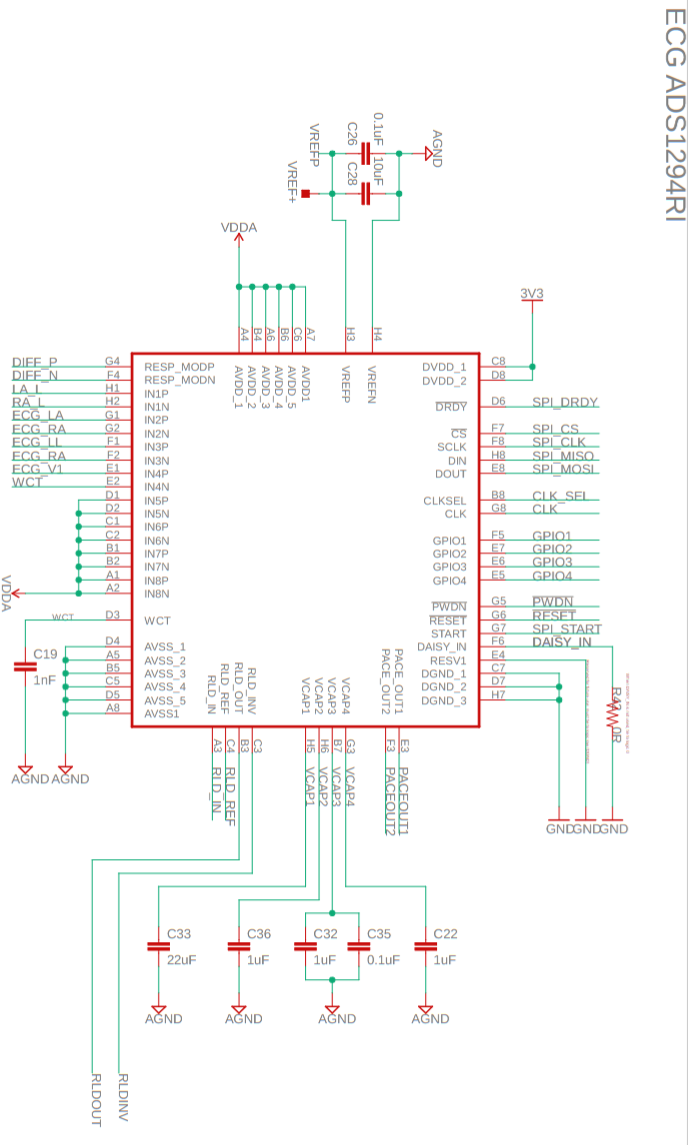 ECG ADS1294RI
AGND
0.1uF
C26
10uF
C28
VREFP
VREF+
VDDA
3V3
A4
B4
A6
B6
C6
A7
H3
H4
AVDD_1
AVDD_2
AVDD_3
AVDD_4
AVDD_5
AVDD1
VREFP
VREFN
DIFF_P G4 RESP_MODP
DIFF_N F4 RESP_MODN
LA_L H1 IN1P
RA_L H2 IN1N
ECG_LA G1 IN2P
ECG_RA G2 IN2N
ECG_LL F1 IN3P
ECG_RA F2 IN3N
ECG_V1 E1 IN4P
WCT E2 IN4N
D1 IN5P
D2 IN5N
C1 IN6P
C2 IN6N
B1 IN7P
B2 IN7N
A1 IN8P
A2 IN8N
VDDA
WCT D3 WCT
D4 AVSS_1
A5 AVSS_2
B5 AVSS_3
C5 AVSS_4
D5 AVSS_5
A8 AVSS1
C19
1nF
AGND AGND
DVDD_1 C8
DVDD_2 D8
DRDY D6 SPI_DRDY
CS F7 SPI_CS
SCLK F8 SPI_CLK
DIN H8 SPI_MISO
DOUT E8 SPI_MOSI
CLKSEL B8 CLK_SEL
CLK G8 CLK
GPIO1 F5 GPIO1
GPIO2 E7 GPIO2
GPIO3 E6 GPIO3
GPIO4 E5 GPIO4
PWDN G5 PWDN
RESET G6 RESET
START G7 SPI_START
DAISY_IN F6 DAISY_IN
RESV1 E4
DGND_1 C7
DGND_2 D7
DGND_3 H7
0R
GND GND GND
RLD_IN
RLD_REF
RLD_OUT
RLD_INV
VCAP1
VCAP2
VCAP3
VCAP4
PACE_OUT2
PACE_OUT1
A3
C4
B3
C3
H5
H6
B7
G3
F3
E3
RLD_IN
RLD_REF
VCAP1
VCAP2
VCAP3
VCAP4
PACEOUT2
PACEOUT1
C33
22uF
C36
1uF
C32
1uF
C35
0.1uF
C22
1uF
AGND
AGND
AGND
AGND
RLDOUT
RLDINV